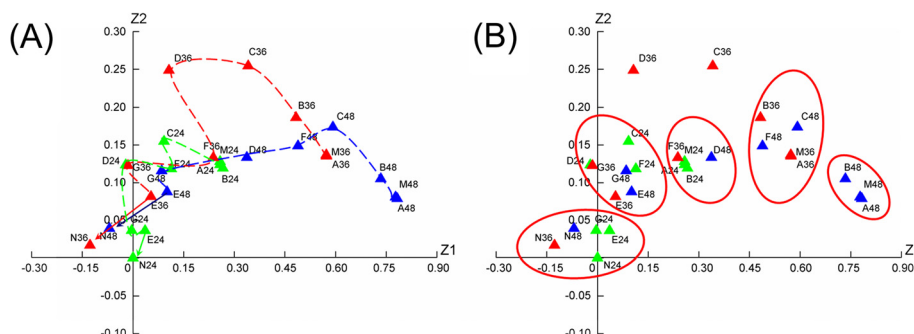 (A)
Z2
0.30
0.25
0.20
0.15
0.10
0.05
0.00
-0.05
-0.10
-0.30
-0.15
0.15
0.30
0.45
0.60
0.75
0.90
Z1
D36
C36
B36
C48
C24
F36
M24
D48
F48
M36
A36
D24
G36
F24
A24
B24
G48
B48
E48
E36
M48
A48
G24
N48
E24
N36
N24
(B)
Z2
0.30
0.25
0.20
0.15
0.10
0.05
0.00
-0.05
-0.10
-0.30
-0.15
0.15
0.30
0.45
0.60
0.75
0.90
Z
D36
C36
B36
C48
C24
F36
M24
D48
F48
M36
A36
D24
G36
F24
A24
B24
G48
B48
E48
E36
M48
A48
G24
N48
E24
N36
N24